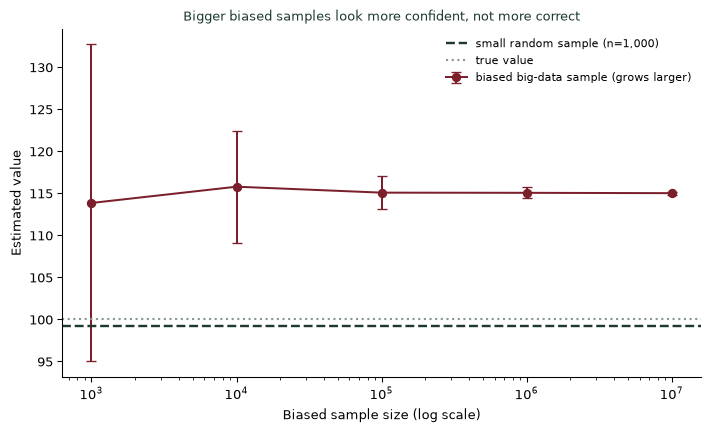 Bigger biased samples look more confident, not more correct
small random sample (n=1,000)
true value
biased big-data sample (grows larger)
Estimated value
130
125
120
115
110
105
100
95
10³
10⁴
10⁵
10⁶
10⁷
Biased sample size (log scale)